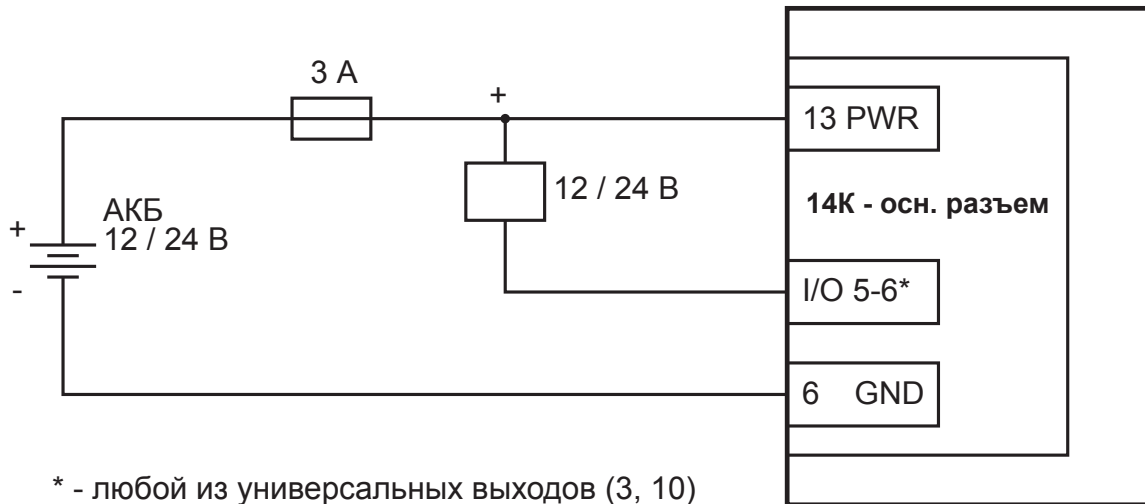 3 А
+
13 PWR
12 / 24 В
14К - осн. разъем
АКБ
+
12 / 24 В
-
I/O 5-6*
6 GND
* - любой из универсальных выходов (3, 10)